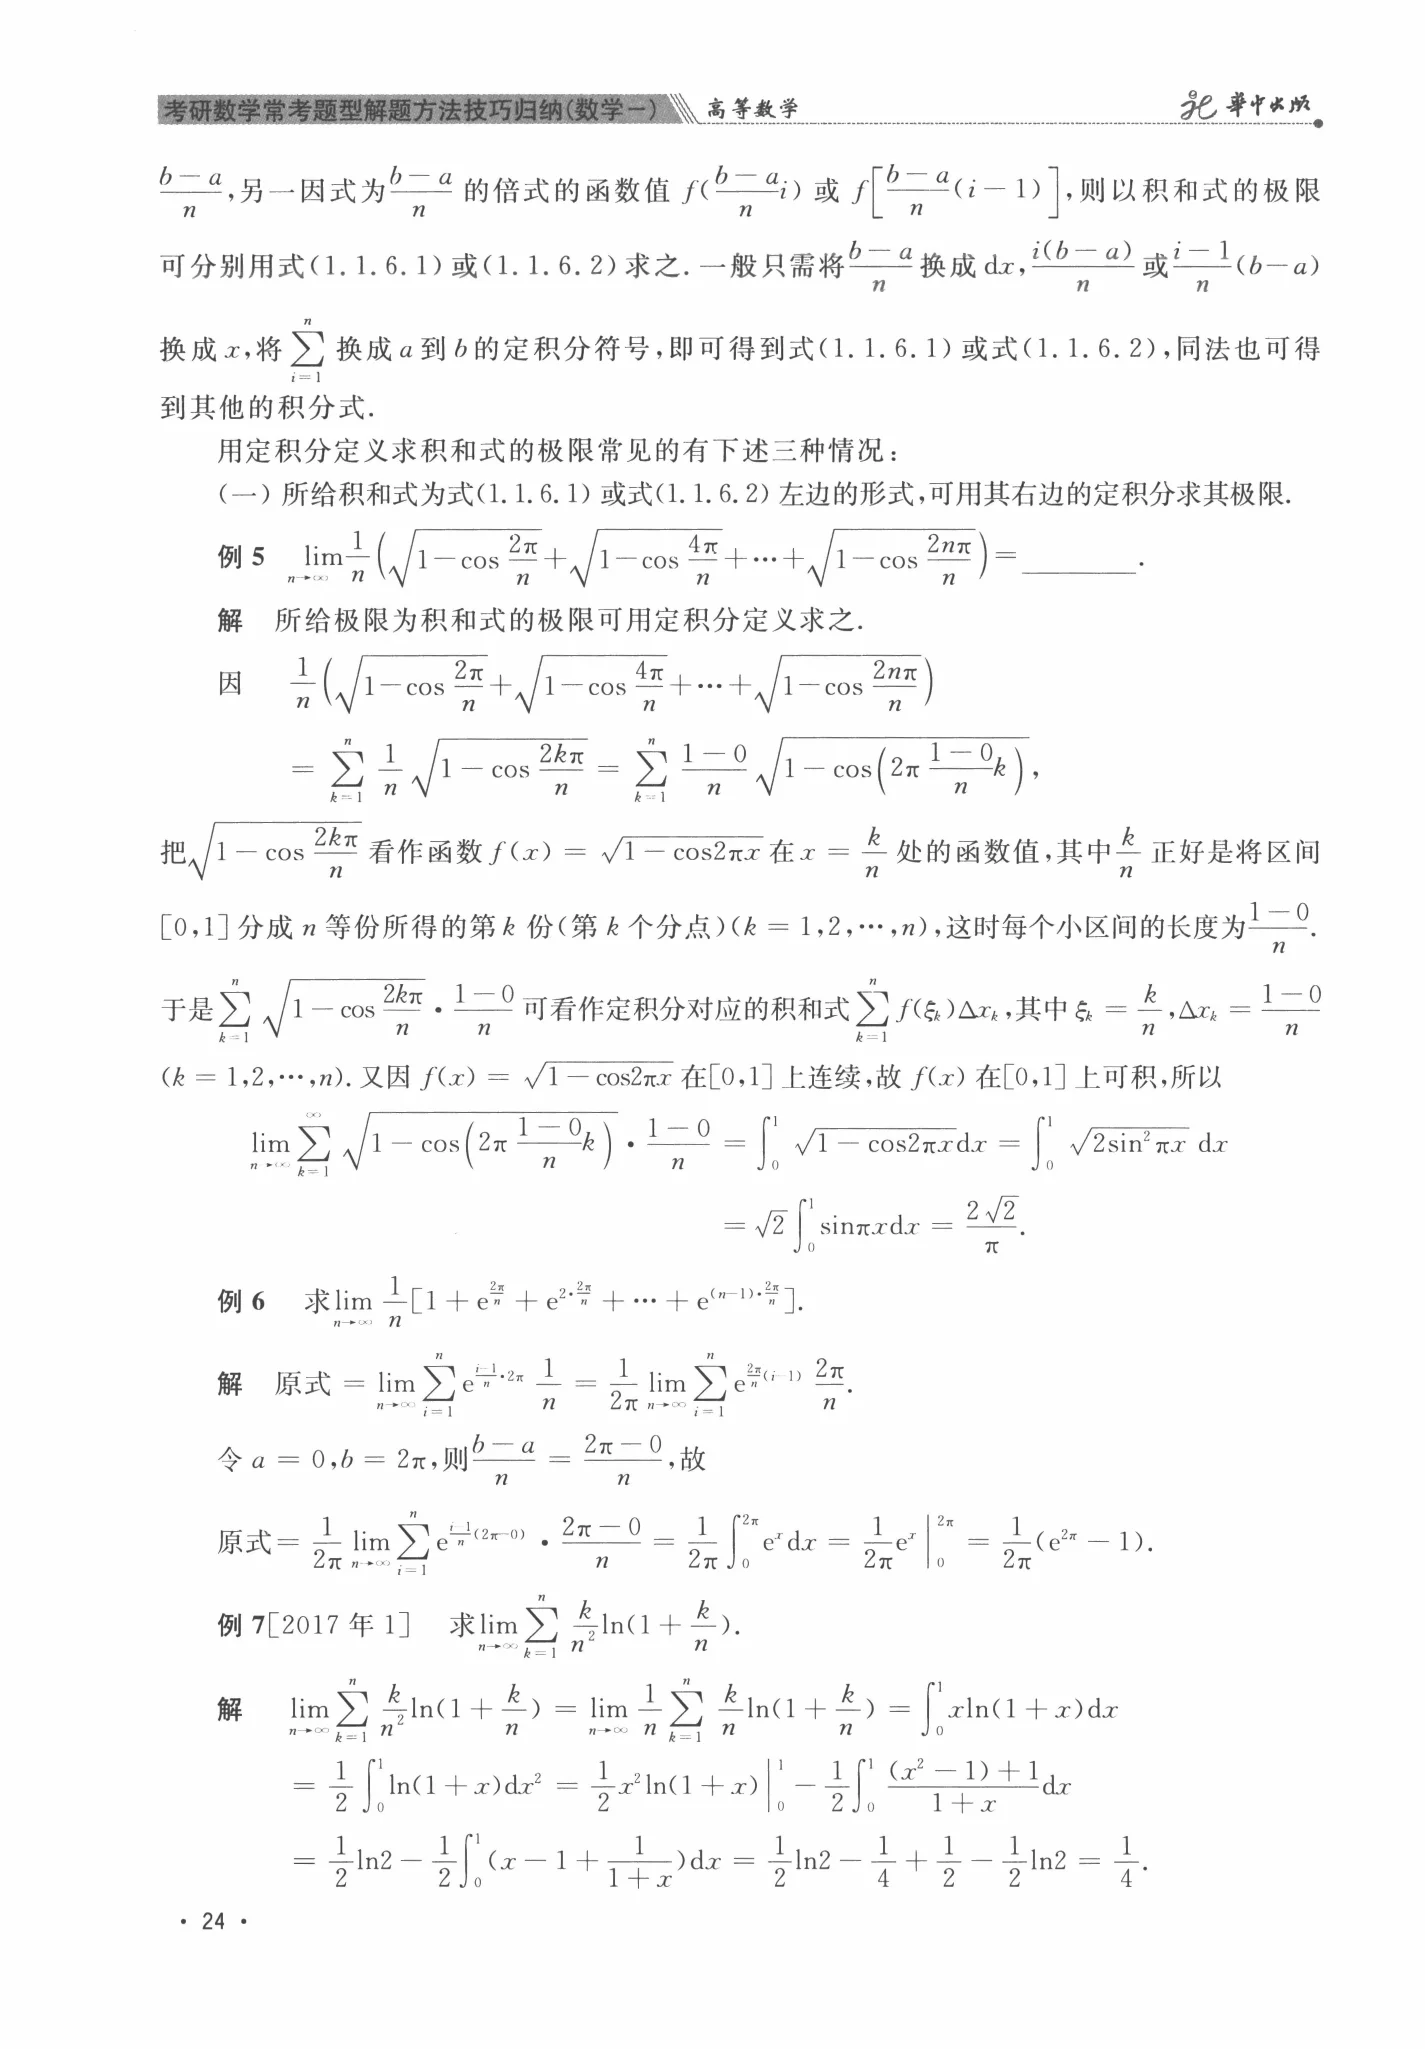 考研数学常考题型解题方法技巧归纳(数学一) 高等数学 华中出版
$\frac{b-a}{n}$,另一因式为$\frac{b-a}{n}$的倍式的函数值 $f(\frac{b-a}{n}i)$ 或 $f\left[\frac{b-a}{n}(i-1)\right]$,则以积和式的极限
可分别用式(1.1.6.1)或(1.1.6.2)求之.一般只需将$\frac{b-a}{n}$换成 dx,$\frac{i(b-a)}{n}$或$\frac{i-1}{n}(b-a)$
换成 x,将$\sum_{i=1}^{n}$换成 a 到 b 的定积分符号,即可得到式(1.1.6.1)或式(1.1.6.2),同法也可得
到其他的积分式.
用定积分定义求积和式的极限常见的有下述三种情况:
(一)所给积和式为式(1.1.6.1)或式(1.1.6.2)左边的形式,可用其右边的定积分求其极限.
例 5 $\lim_{n\to\infty}\frac{1}{n}\left(\sqrt{1-\cos\frac{2\pi}{n}}+\sqrt{1-\cos\frac{4\pi}{n}}+\cdots+\sqrt{1-\cos\frac{2n\pi}{n}}\right)=$ ________.
解 所给极限为积和式的极限可用定积分定义求之.
因 $\frac{1}{n}\left(\sqrt{1-\cos\frac{2\pi}{n}}+\sqrt{1-\cos\frac{4\pi}{n}}+\cdots+\sqrt{1-\cos\frac{2n\pi}{n}}\right)$
$=\sum_{k=1}^{n}\frac{1}{n}\sqrt{1-\cos\frac{2k\pi}{n}}=\sum_{k=1}^{n}\frac{1-0}{n}\sqrt{1-\cos\left(2\pi\frac{1-0}{n}k\right)}$,
把$\sqrt{1-\cos\frac{2k\pi}{n}}$看作函数 $f(x)=\sqrt{1-\cos2\pi x}$ 在 $x=\frac{k}{n}$ 处的函数值,其中$\frac{k}{n}$正好是将区间
[0,1]分成 n 等份所得的第 k 份(第 k 个分点)(k = 1,2,⋯,n),这时每个小区间的长度为$\frac{1-0}{n}$.
于是$\sum_{k=1}^{n}\sqrt{1-\cos\frac{2k\pi}{n}}\cdot\frac{1-0}{n}$可看作定积分对应的积和式$\sum_{k=1}^{n}f(\xi_k)\Delta x_k$,其中 $\xi_k=\frac{k}{n},\Delta x_k=\frac{1-0}{n}$
(k = 1,2,⋯,n).又因 $f(x)=\sqrt{1-\cos2\pi x}$ 在[0,1]上连续,故 f(x) 在[0,1]上可积,所以
$\lim_{n\to\infty}\sum_{k=1}^{\infty}\sqrt{1-\cos\left(2\pi\frac{1-0}{n}k\right)}\cdot\frac{1-0}{n}=\int_0^1\sqrt{1-\cos2\pi x}dx=\int_0^1\sqrt{2\sin^2\pi x}\,dx$
$=\sqrt{2}\int_0^1\sin\pi xdx=\frac{2\sqrt{2}}{\pi}$.
例 6 求$\lim_{n\to\infty}\frac{1}{n}[1+e^{\frac{2\pi}{n}}+e^{2\cdot\frac{2\pi}{n}}+\cdots+e^{(n-1)\cdot\frac{2\pi}{n}}]$.
解 原式 $=\lim_{n\to\infty}\sum_{i=1}^{n}e^{\frac{i-1}{n}\cdot2\pi}\frac{1}{n}=\frac{1}{2\pi}\lim_{n\to\infty}\sum_{i=1}^{n}e^{\frac{2\pi}{n}(i-1)}\frac{2\pi}{n}$.
令 a = 0,b = 2π,则$\frac{b-a}{n}=\frac{2\pi-0}{n}$,故
原式$=\frac{1}{2\pi}\lim_{n\to\infty}\sum_{i=1}^{n}e^{\frac{i-1}{n}(2\pi-0)}\cdot\frac{2\pi-0}{n}=\frac{1}{2\pi}\int_0^{2\pi}e^xdx=\frac{1}{2\pi}e^x\Big|_0^{2\pi}=\frac{1}{2\pi}(e^{2\pi}-1)$.
例 7[2017 年 1] 求$\lim_{n\to\infty}\sum_{k=1}^{n}\frac{k}{n^2}\ln(1+\frac{k}{n})$.
解 $\lim_{n\to\infty}\sum_{k=1}^{n}\frac{k}{n^2}\ln(1+\frac{k}{n})=\lim_{n\to\infty}\frac{1}{n}\sum_{k=1}^{n}\frac{k}{n}\ln(1+\frac{k}{n})=\int_0^1x\ln(1+x)dx$
$=\frac{1}{2}\int_0^1\ln(1+x)dx^2=\frac{1}{2}x^2\ln(1+x)\Big|_0^1-\frac{1}{2}\int_0^1\frac{(x^2-1)+1}{1+x}dx$
$=\frac{1}{2}\ln2-\frac{1}{2}\int_0^1(x-1+\frac{1}{1+x})dx=\frac{1}{2}\ln2-\frac{1}{4}+\frac{1}{2}-\frac{1}{2}\ln2=\frac{1}{4}$.
· 24 ·